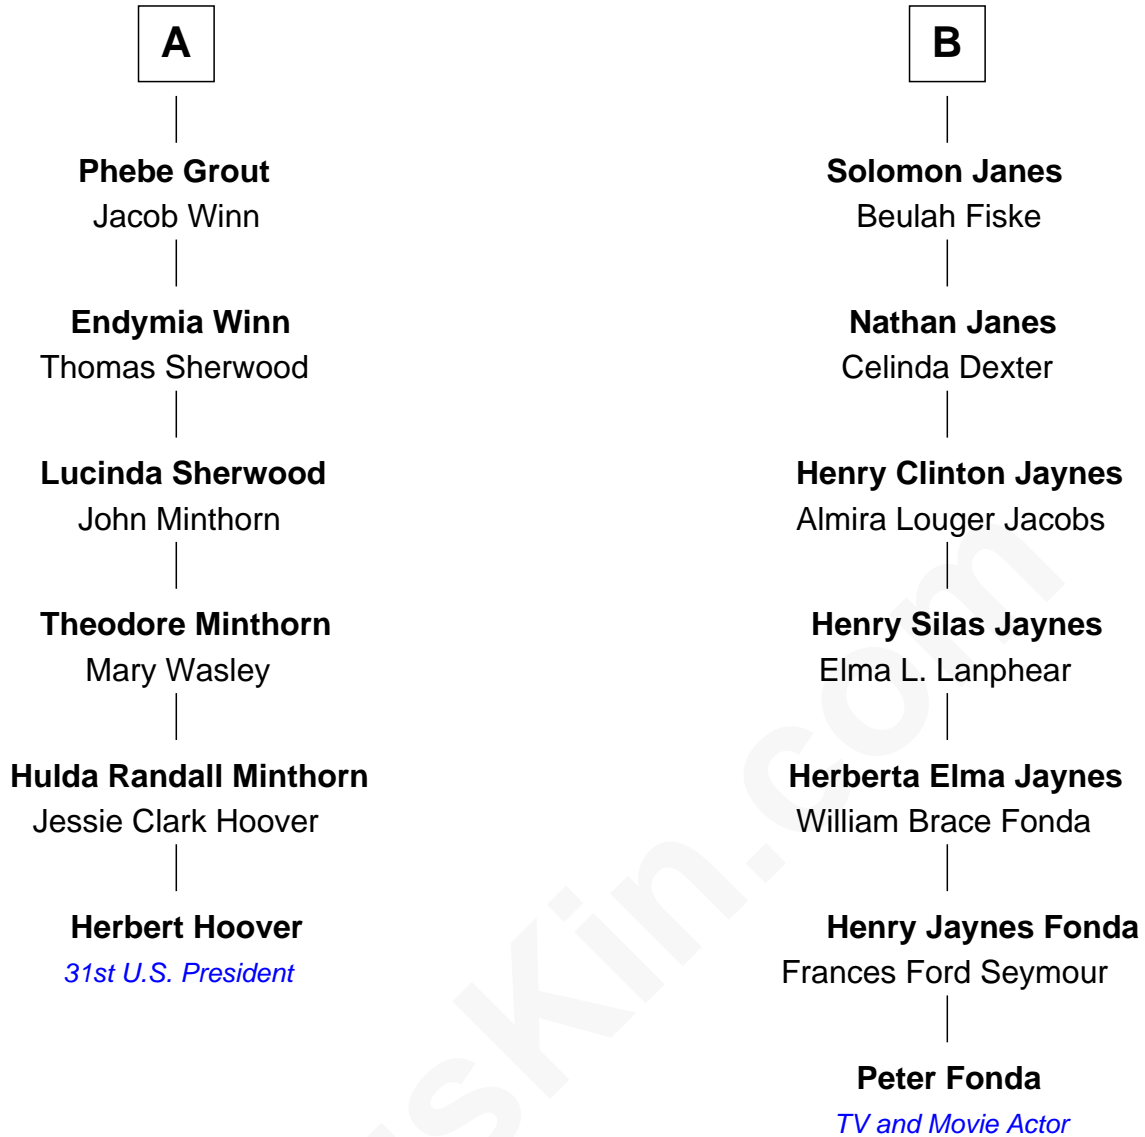 A
Phebe Grout
Jacob Winn
Endymia Winn
Thomas Sherwood
Lucinda Sherwood
John Minthorn
Theodore Minthorn
Mary Wasley
Hulda Randall Minthorn
Jessie Clark Hoover
Herbert Hoover
31st U.S. President
B
Solomon Janes
Beulah Fiske
Nathan Janes
Celinda Dexter
Henry Clinton Jaynes
Almira Louger Jacobs
Henry Silas Jaynes
Elma L. Lanphear
Herberta Elma Jaynes
William Brace Fonda
Henry Jaynes Fonda
Frances Ford Seymour
Peter Fonda
TV and Movie Actor